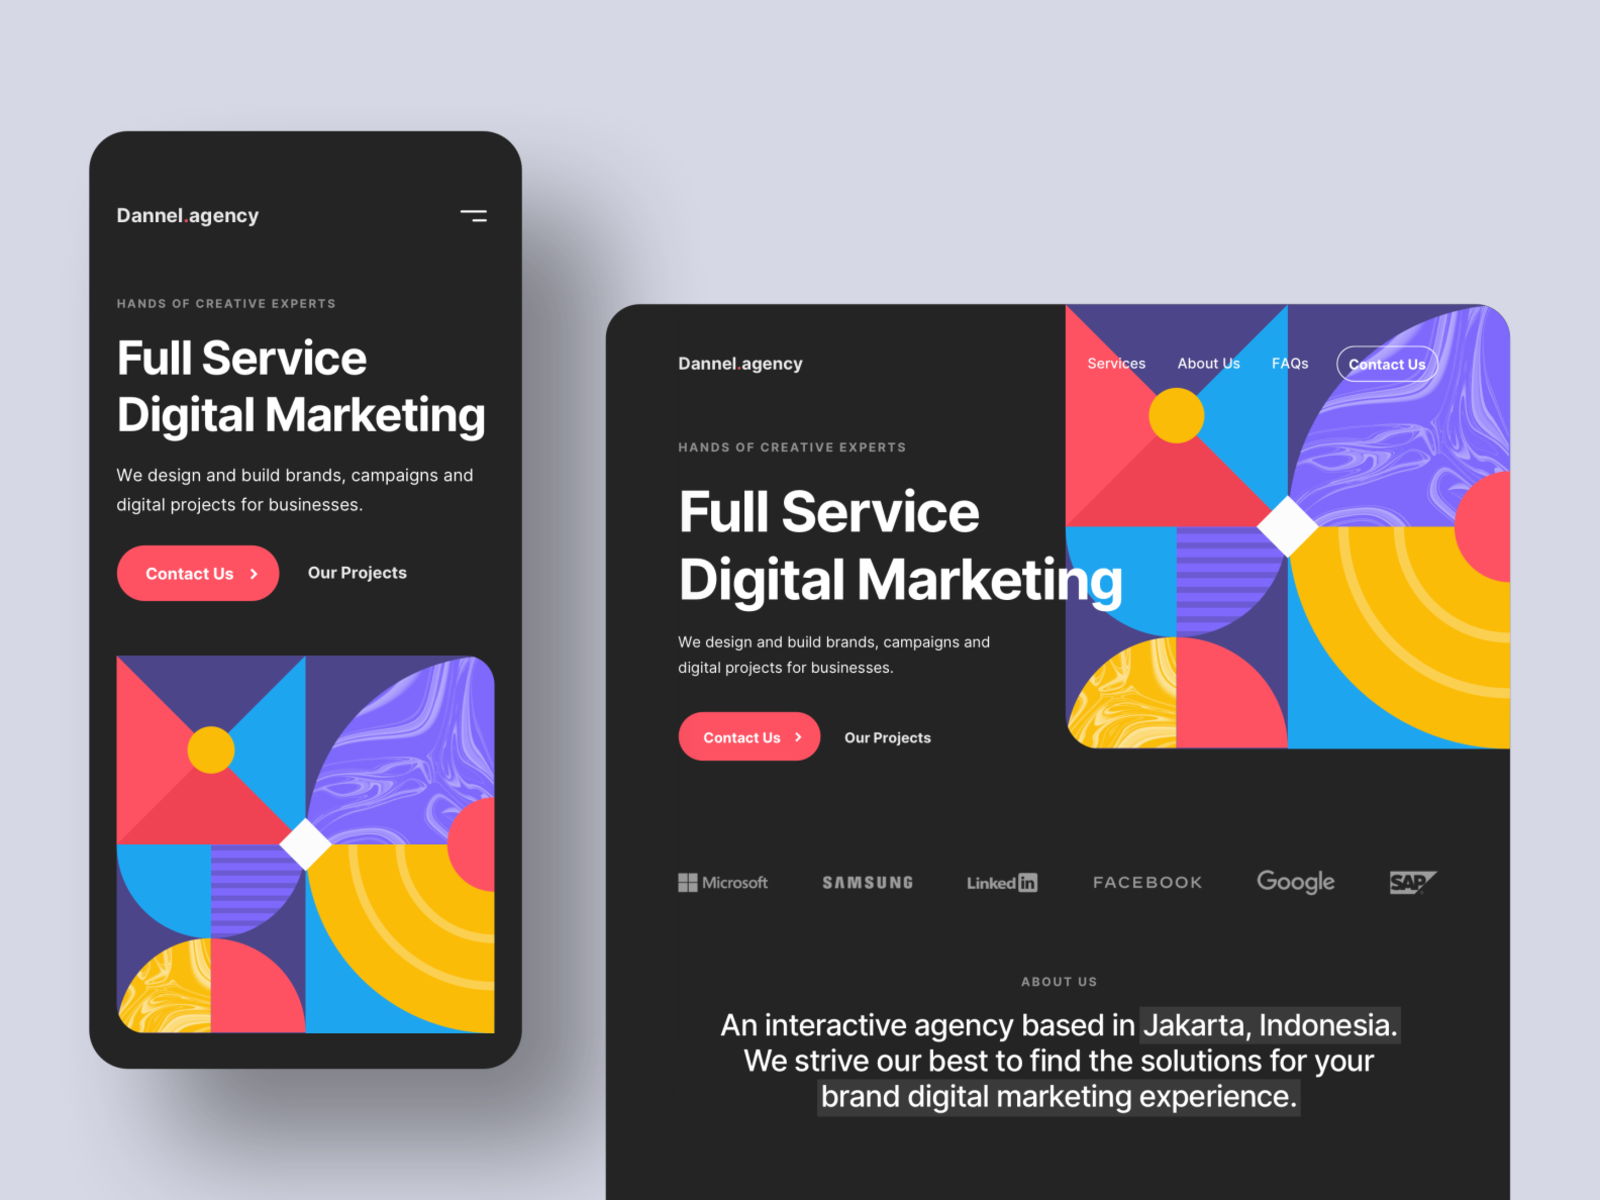 Dannel.agency
HANDS OF CREATIVE EXPERTS
Full Service
Digital Marketing
We design and build brands, campaigns and
digital projects for businesses.
Contact Us
Our Projects
Dannel.agency
Services
About Us
FAQs
Contact Us
HANDS OF CREATIVE EXPERTS
Full Service
Digital Marketing
We design and build brands, campaigns and
digital projects for businesses.
Contact Us
Our Projects
Microsoft
SAMSUNG
Linked in
FACEBOOK
Google
SAP
ABOUT US
An interactive agency based in Jakarta, Indonesia.
We strive our best to find the solutions for your
brand digital marketing experience.